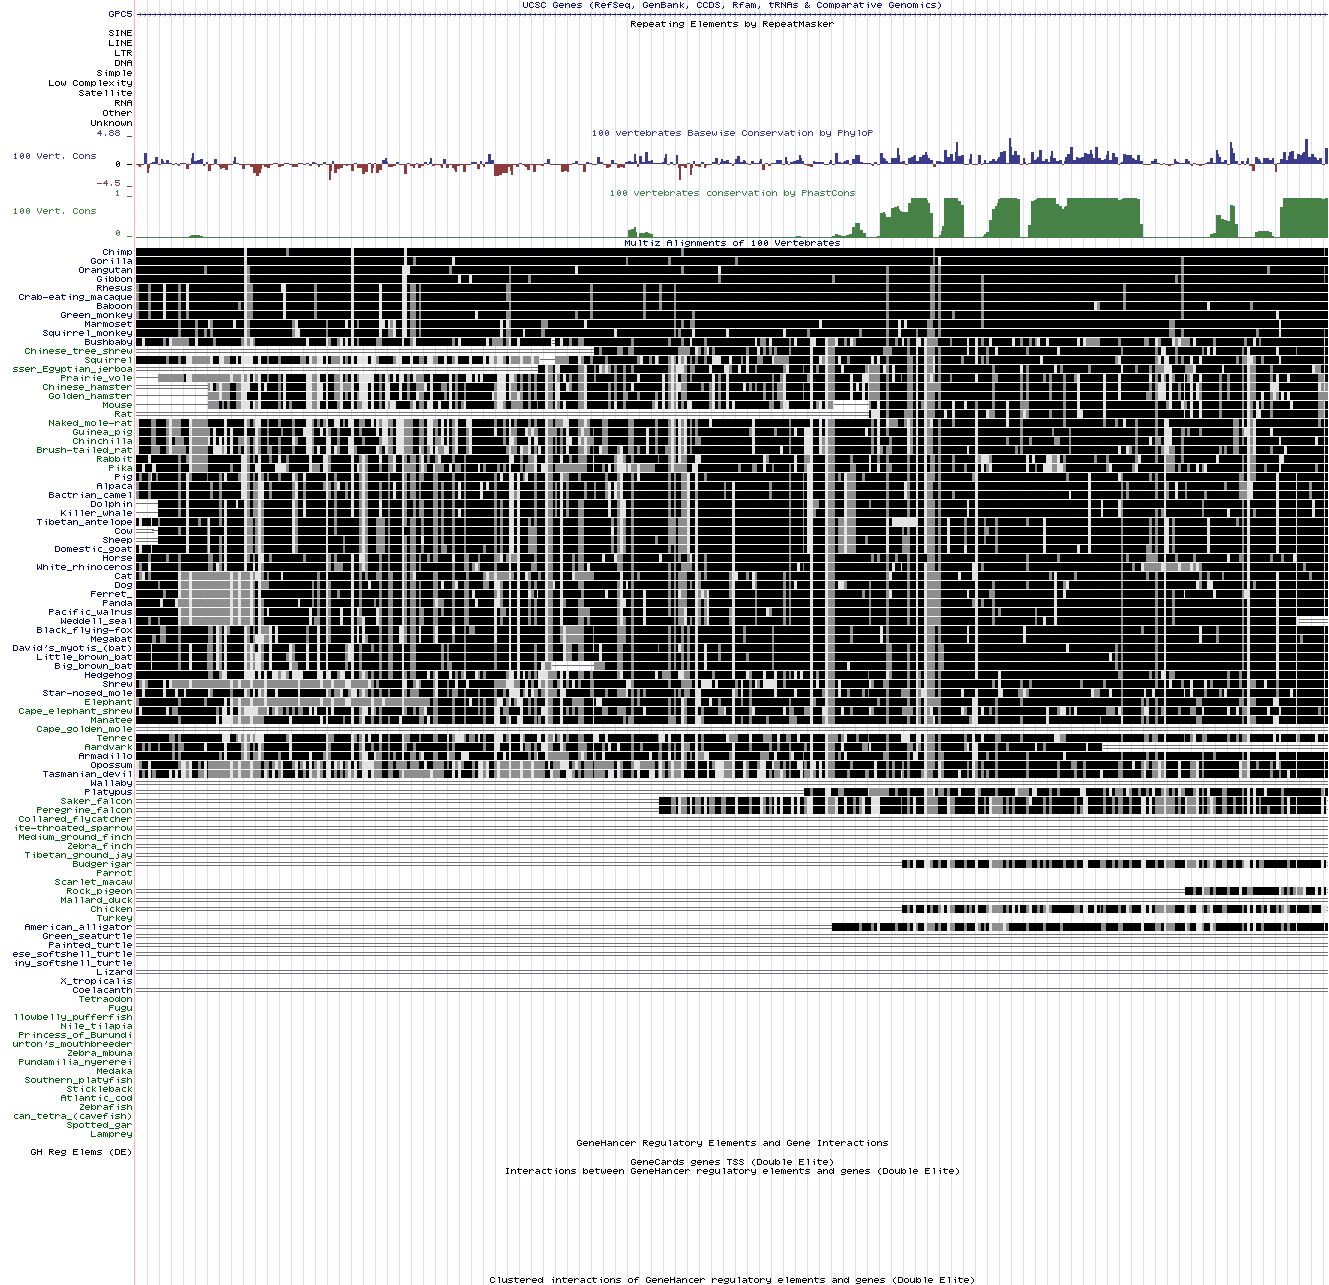 UCSC Genes (RefSeq, GenBank, CCDS, Rfam, tRNAs & Comparative Genomics)
GPC5
Repeating Elements by RepeatMasker
SINE
LINE
LTR
DNA
Simple
Low Complexity
Satellite
RNA
Other
Unknown
4.88 _
100 vertebrates Basewise Conservation by PhyloP
100 Vert. Cons
0 -
-4.5 _
1 _
100 vertebrates conservation by PhastCons
100 Vert. Cons
0 _
Multiz Alignments of 100 Vertebrates
Chimp
Gorilla
Orangutan
Gibbon
Rhesus
Crab-eating_macaque
Baboon
Green_monkey
Marmoset
Squirrel_monkey
Bushbaby
Chinese_tree_shrew
Squirrel
sser_Egyptian_jerboa
Prairie_vole
Chinese_hamster
Golden_hamster
Mouse
Rat
Naked_mole-rat
Guinea_pig
Chinchilla
Brush-tailed_rat
Rabbit
Pika
Pig
Alpaca
Bactrian_camel
Dolphin
Killer_whale
Tibetan_antelope
Cow
Sheep
Domestic_goat
Horse
White_rhinoceros
Cat
Dog
Ferret_
Panda
Pacific_walrus
Weddell_seal
Black_flying-fox
Megabat
David's_myotis_(bat)
Little_brown_bat
Big_brown_bat
Hedgehog
Shrew
Star-nosed_mole
Elephant
Cape_elephant_shrew
Manatee
Cape_golden_mole
Tenrec
Aardvark
Armadillo
Opossum
Tasmanian_devil
Wallaby
Platypus
Saker_falcon
Peregrine_falcon
Collared_flycatcher
ite-throated_sparrow
Medium_ground_finch
Zebra_finch
Tibetan_ground_jay
Budgerigar
Parrot
Scarlet_macaw
Rock_pigeon
Mallard_duck
Chicken
Turkey
American_alligator
Green_seaturtle
Painted_turtle
ese_softshell_turtle
iny_softshell_turtle
Lizard
X_tropicalis
Coelacanth
Tetraodon
Fugu
llowbelly_pufferfish
Nile_tilapia
Princess_of_Burundi
urton's_mouthbreeder
Zebra_mbuna
Pundamilia_nyererei
Medaka
Southern_platyfish
Stickleback
Atlantic_cod
Zebrafish
can_tetra_(cavefish)
Spotted_gar
Lamprey
GeneHancer Regulatory Elements and Gene Interactions
GH Reg Elems (DE)
GeneCards genes TSS (Double Elite)
Interactions between GeneHancer regulatory elements and genes (Double Elite)
Clustered interactions of GeneHancer regulatory elements and genes (Double Elite)